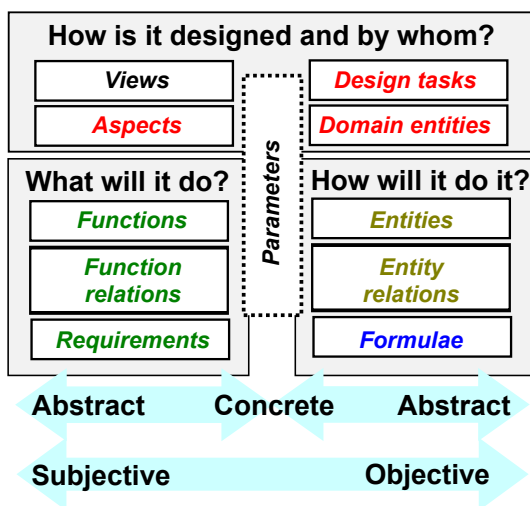 How is it designed and by whom?
Views
Design tasks
Aspects
Domain entities
Parameters
What will it do?
How will it do it?
Functions
Entities
Function
relations
Entity
relations
Requirements
Formulae
Abstract
Concrete
Abstract
Subjective
Objective